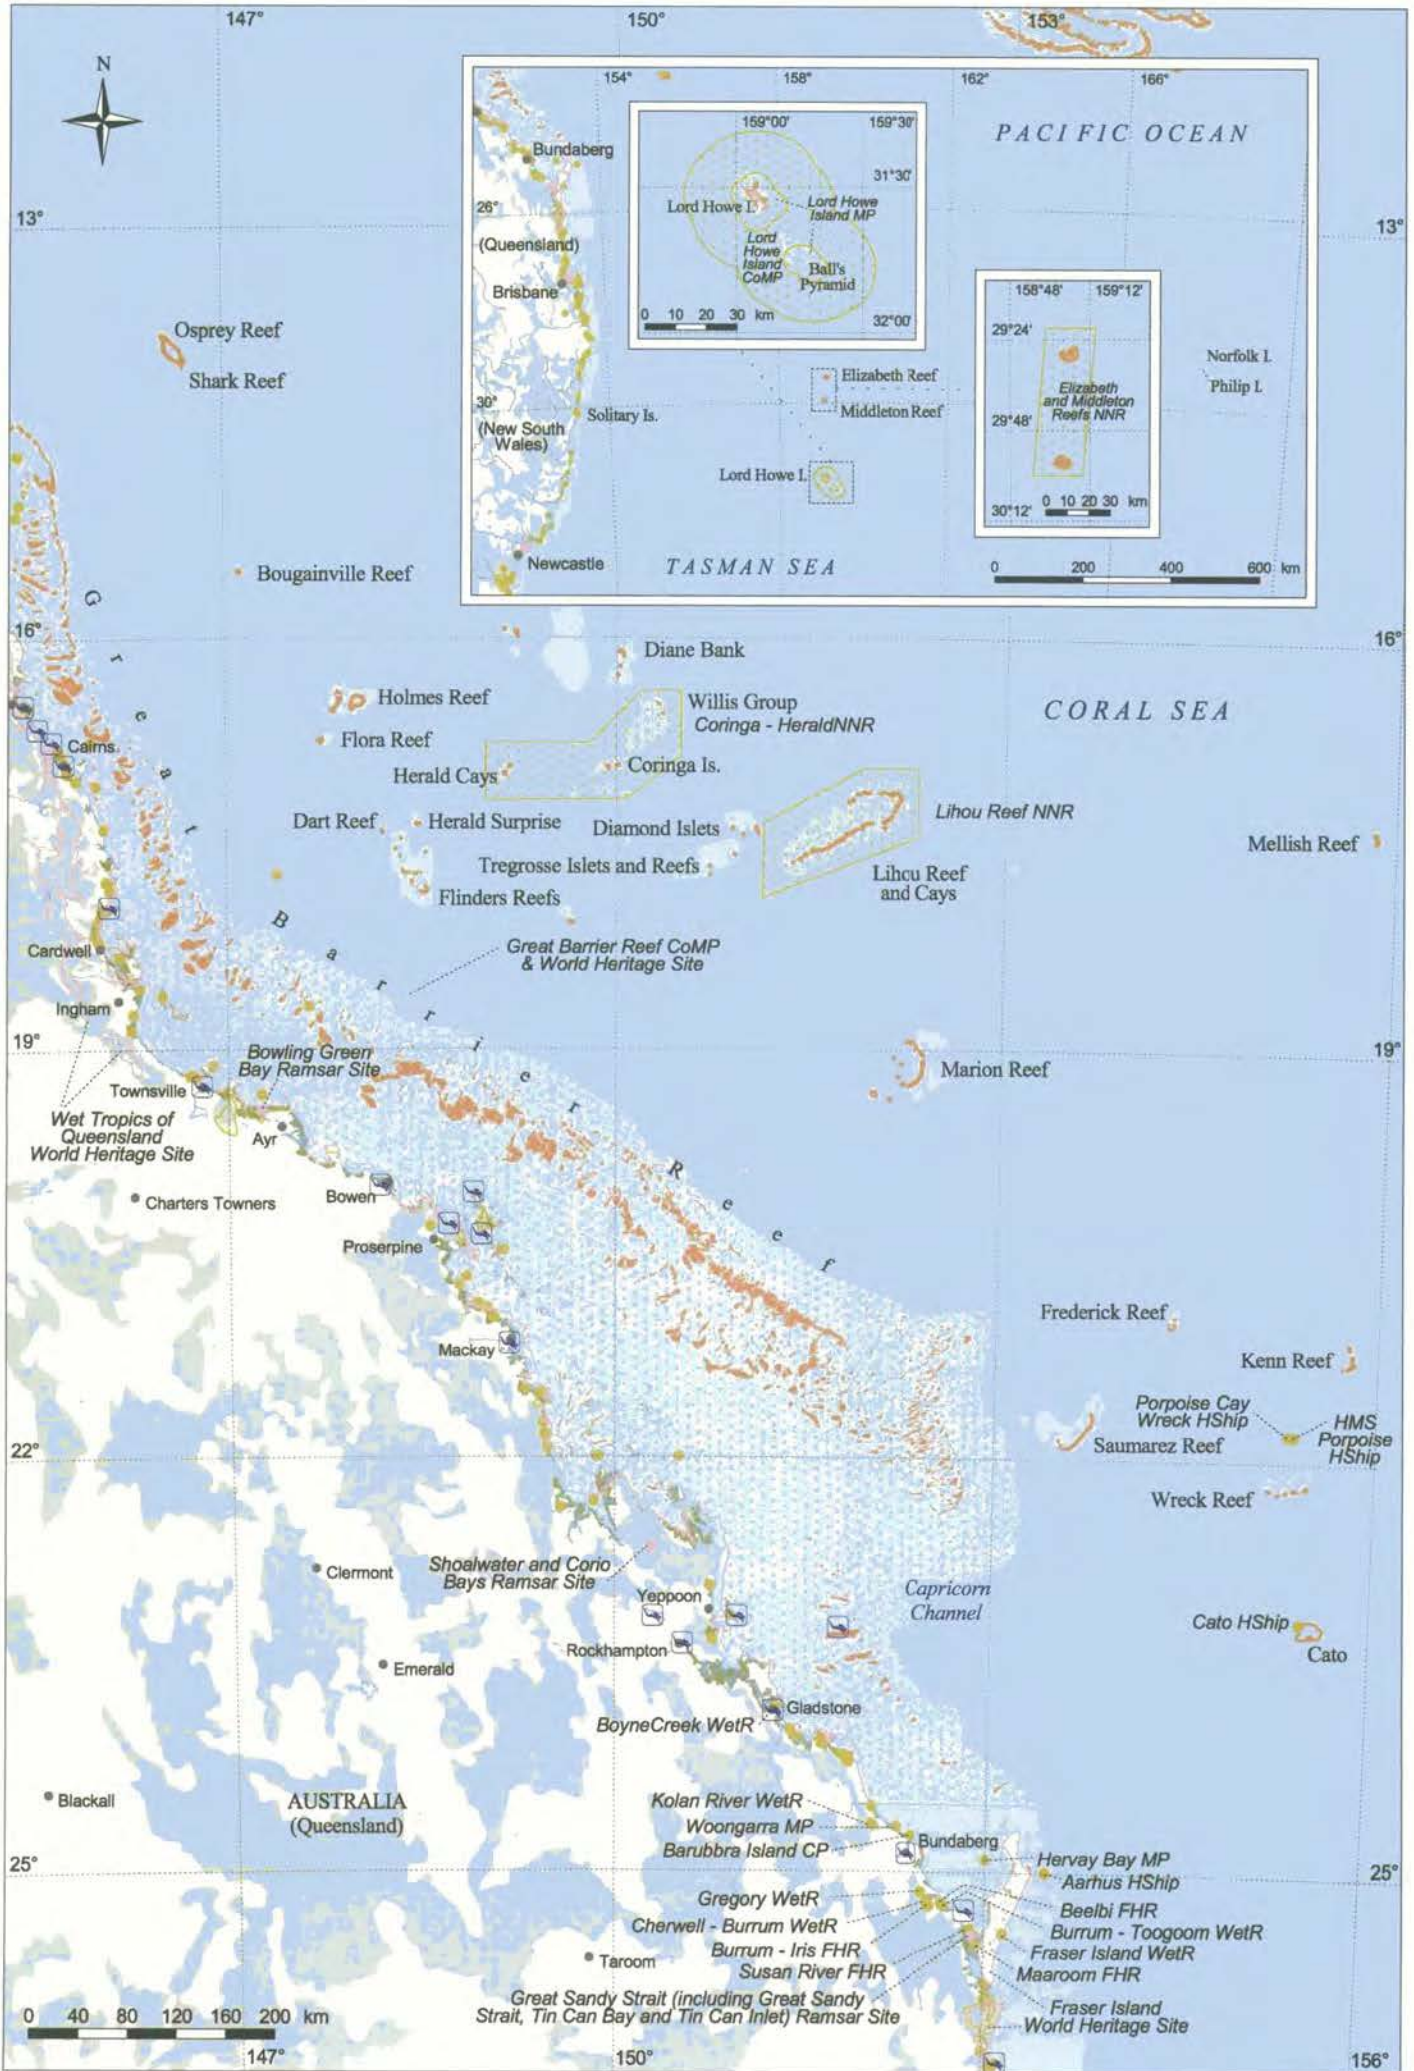 147°
150°
153°
N
154°
158°
162°
166°
159°00'
159°30'
PACIFIC OCEAN
Bundaberg
31°30'
Lord Howe I.
Lord Howe
Island MP
26°
13°
13°
(Queensland)
Lord
Howe
Island
CoMP
Ball's
Pyramid
Brisbane
158°48'
159°12'
0 10 20 30 km
32°00'
29°24'
Osprey Reef
Shark Reef
Norfolk I.
Philip I.
Elizabeth Reef
Middleton Reef
Elizabeth
and Middleton
Reefs NNR
30°
Solitary Is.
(New South
Wales)
29°48'
Lord Howe I.
0 10 20 30 km
30°12'
Newcastle
TASMAN SEA
0 200 400 600 km
Bougainville Reef
Great Barrier Reef
16°
16°
Diane Bank
Holmes Reef
Willis Group
Coringa - HeraldNNR
CORAL SEA
Flora Reef
Cairns
Herald Cays
Coringa Is.
Dart Reef
Herald Surprise
Diamond Islets
Lihou Reef NNR
Mellish Reef
Tregrosse Islets and Reefs
Lihou Reef
and Cays
Flinders Reefs
Great Barrier Reef CoMP
& World Heritage Site
Cardwell
Ingham
19°
19°
Bowling Green
Bay Ramsar Site
Marion Reef
Townsville
Wet Tropics of
Queensland
World Heritage Site
Ayr
Charters Towners
Bowen
Proserpine
Frederick Reef
Mackay
Kenn Reef
Porpoise Cay
Wreck HShip
HMS
Porpoise
HShip
Saumarez Reef
22°
Wreck Reef
Clermont
Shoalwater and Corio
Bays Ramsar Site
Yeppoon
Capricorn
Channel
Rockhampton
Cato HShip
Cato
Emerald
Gladstone
BoyneCreek WetR
Blackall
AUSTRALIA
(Queensland)
Kolan River WetR
Woongarra MP
Barubbra Island CP
Bundaberg
Hervay Bay MP
25°
25°
Aarhus HShip
Gregory WetR
Beelbi FHR
Cherwell - Burrum WetR
Burrum - Toogoom WetR
Burrum - Iris FHR
Fraser Island WetR
Taroom
Susan River FHR
Maaroom FHR
Great Sandy Strait (including Great Sandy
Strait, Tin Can Bay and Tin Can Inlet) Ramsar Site
Fraser Island
World Heritage Site
0 40 80 120 160 200 km
147°
150°
156°